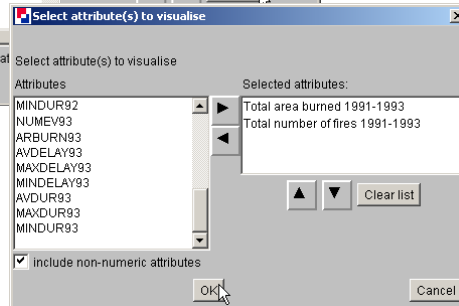 Select attribute(s) to visualise
at
Select attribute(s) to visualise
Attributes
Selected attributes:
MINDUR92
NUMEV93
ARBURN93
AVDELAY93
MAXDELAY93
MINDELAY93
AVDUR93
MAXDUR93
MINDUR93
Total area burned 1991-1993
Total number of fires 1991-1993
Clear list
include non-numeric attributes
OK
Cancel